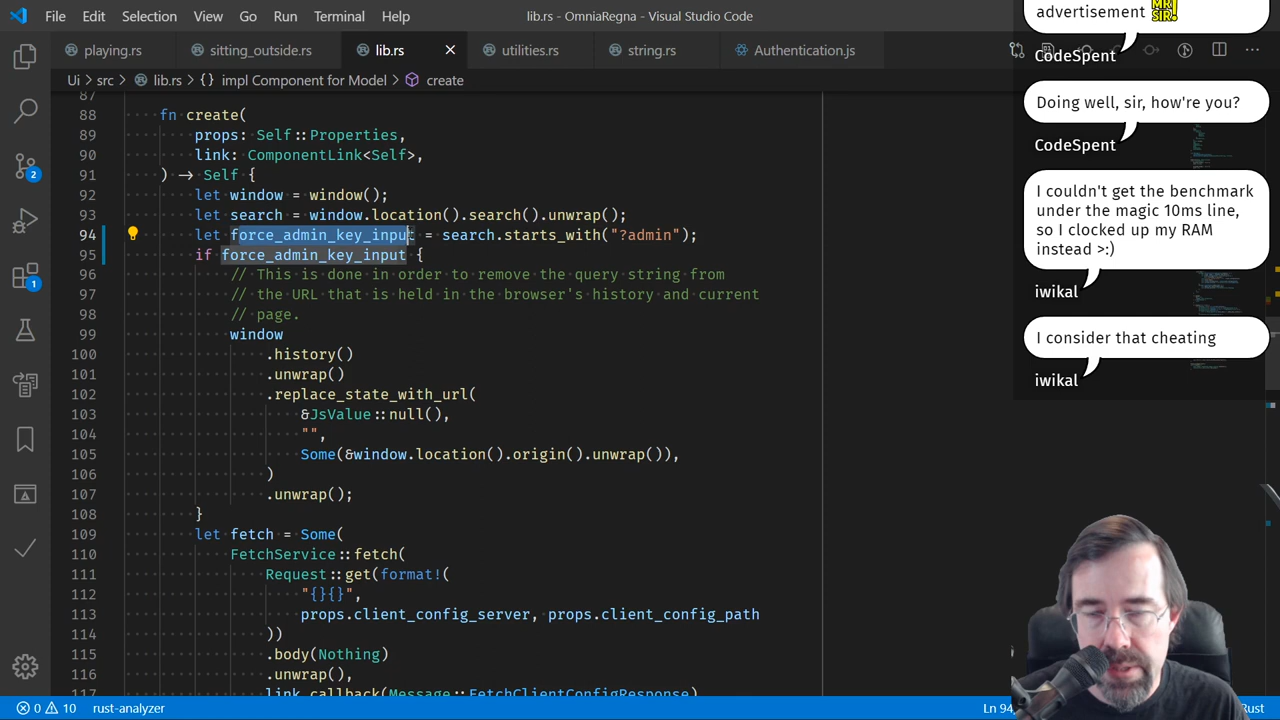 File Edit Selection View Go Run Terminal Help
lib.rs - OmniaRegna - Visual Studio Code
playing.rs sitting_outside.rs lib.rs utilities.rs string.rs Authentication.js
Ui > src > lib.rs > {} impl Component for Model > create
87
88 fn create(
89 props: Self::Properties,
90 link: ComponentLink<Self>,
91 ) -> Self {
92 let window = window();
93 let search = window.location().search().unwrap();
94 let force_admin_key_input = search.starts_with("?admin");
95 if force_admin_key_input {
96 // This is done in order to remove the query string from
97 // the URL that is held in the browser's history and current
98 // page.
99 window
100 .history()
101 .unwrap()
102 .replace_state_with_url(
103 &JsValue::null(),
104 "",
105 Some(&window.location().origin().unwrap()),
106 )
107 .unwrap();
108 }
109 let fetch = Some(
110 FetchService::fetch(
111 Request::get(format!(
112 "{}{}",
113 props.client_config_server, props.client_config_path
114 ))
115 .body(Nothing)
116 .unwrap(),
117 link.callback(Message::FetchClientConfigResponse)
2
1
0 10 rust-analyzer
Ln 94,
Rust
advertisement MR SIR!
CodeSpent
Doing well, sir, how're you?
CodeSpent
I couldn't get the benchmark
under the magic 10ms line,
so I clocked up my RAM
instead >:)
iwikal
I consider that cheating
iwikal